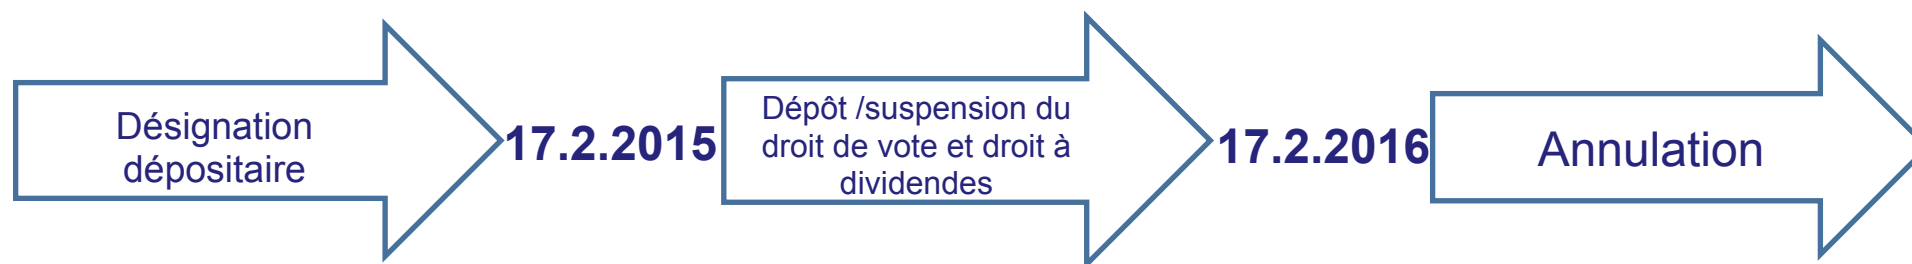 Désignation
dépositaire
17.2.2015
Dépôt /suspension du
droit de vote et droit à
dividendes
17.2.2016
Annulation